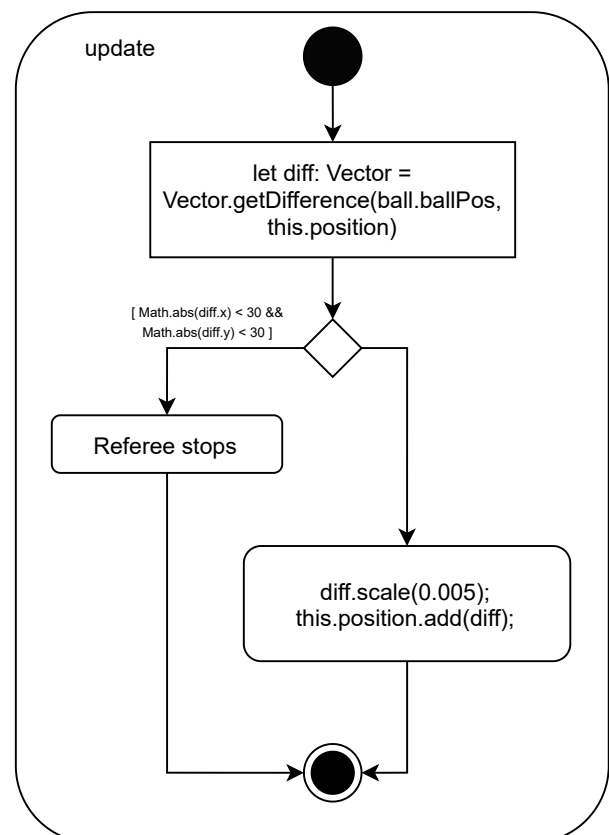 update
let diff: Vector =
Vector.getDifference(ball.ballPos,
this.position)
[ Math.abs(diff.x) < 30 &&
Math.abs(diff.y) < 30 ]
Referee stops
diff.scale(0.005);
this.position.add(diff);